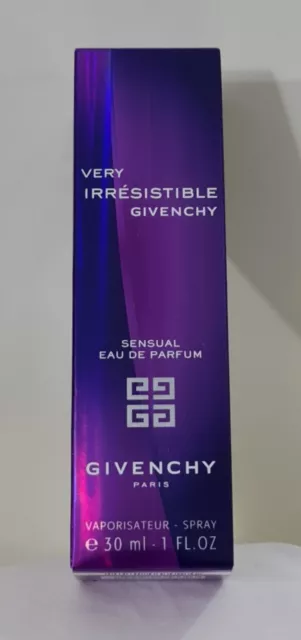 VERY
IRRÉSISTIBLE
GIVENCHY
SENSUAL
EAU DE PARFUM
GIVENCHY
PARIS
VAPORISATEUR - SPRAY
℮ 30 ml - 1 FL.OZ